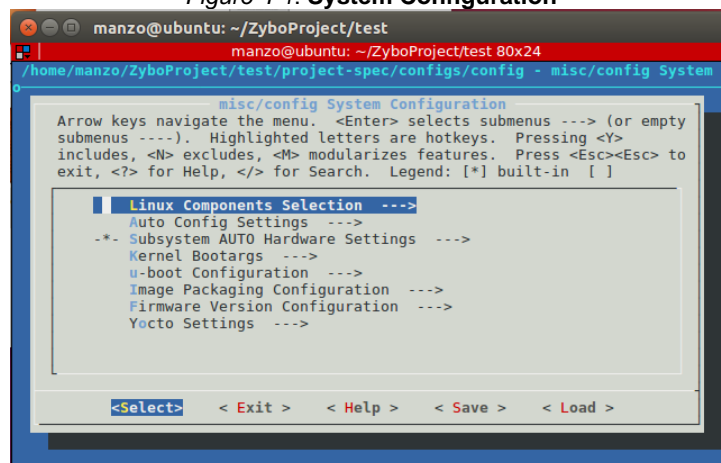 Figure 1-1. System Configuration
manzo@ubuntu: ~/ZyboProject/test
manzo@ubuntu: ~/ZyboProject/test 80x24
/home/manzo/ZyboProject/test/project-spec/configs/config - misc/config System
misc/config System Configuration
Arrow keys navigate the menu. <Enter> selects submenus ---> (or empty
submenus ----). Highlighted letters are hotkeys. Pressing <Y>
includes, <N> excludes, <M> modularizes features. Press <Esc><Esc> to
exit, <?> for Help, </> for Search. Legend: [*] built-in [ ]
Linux Components Selection --->
Auto Config Settings --->
-*- Subsystem AUTO Hardware Settings --->
Kernel Bootargs --->
u-boot Configuration --->
Image Packaging Configuration --->
Firmware Version Configuration --->
Yocto Settings --->
<Select> < Exit > < Help > < Save > < Load >